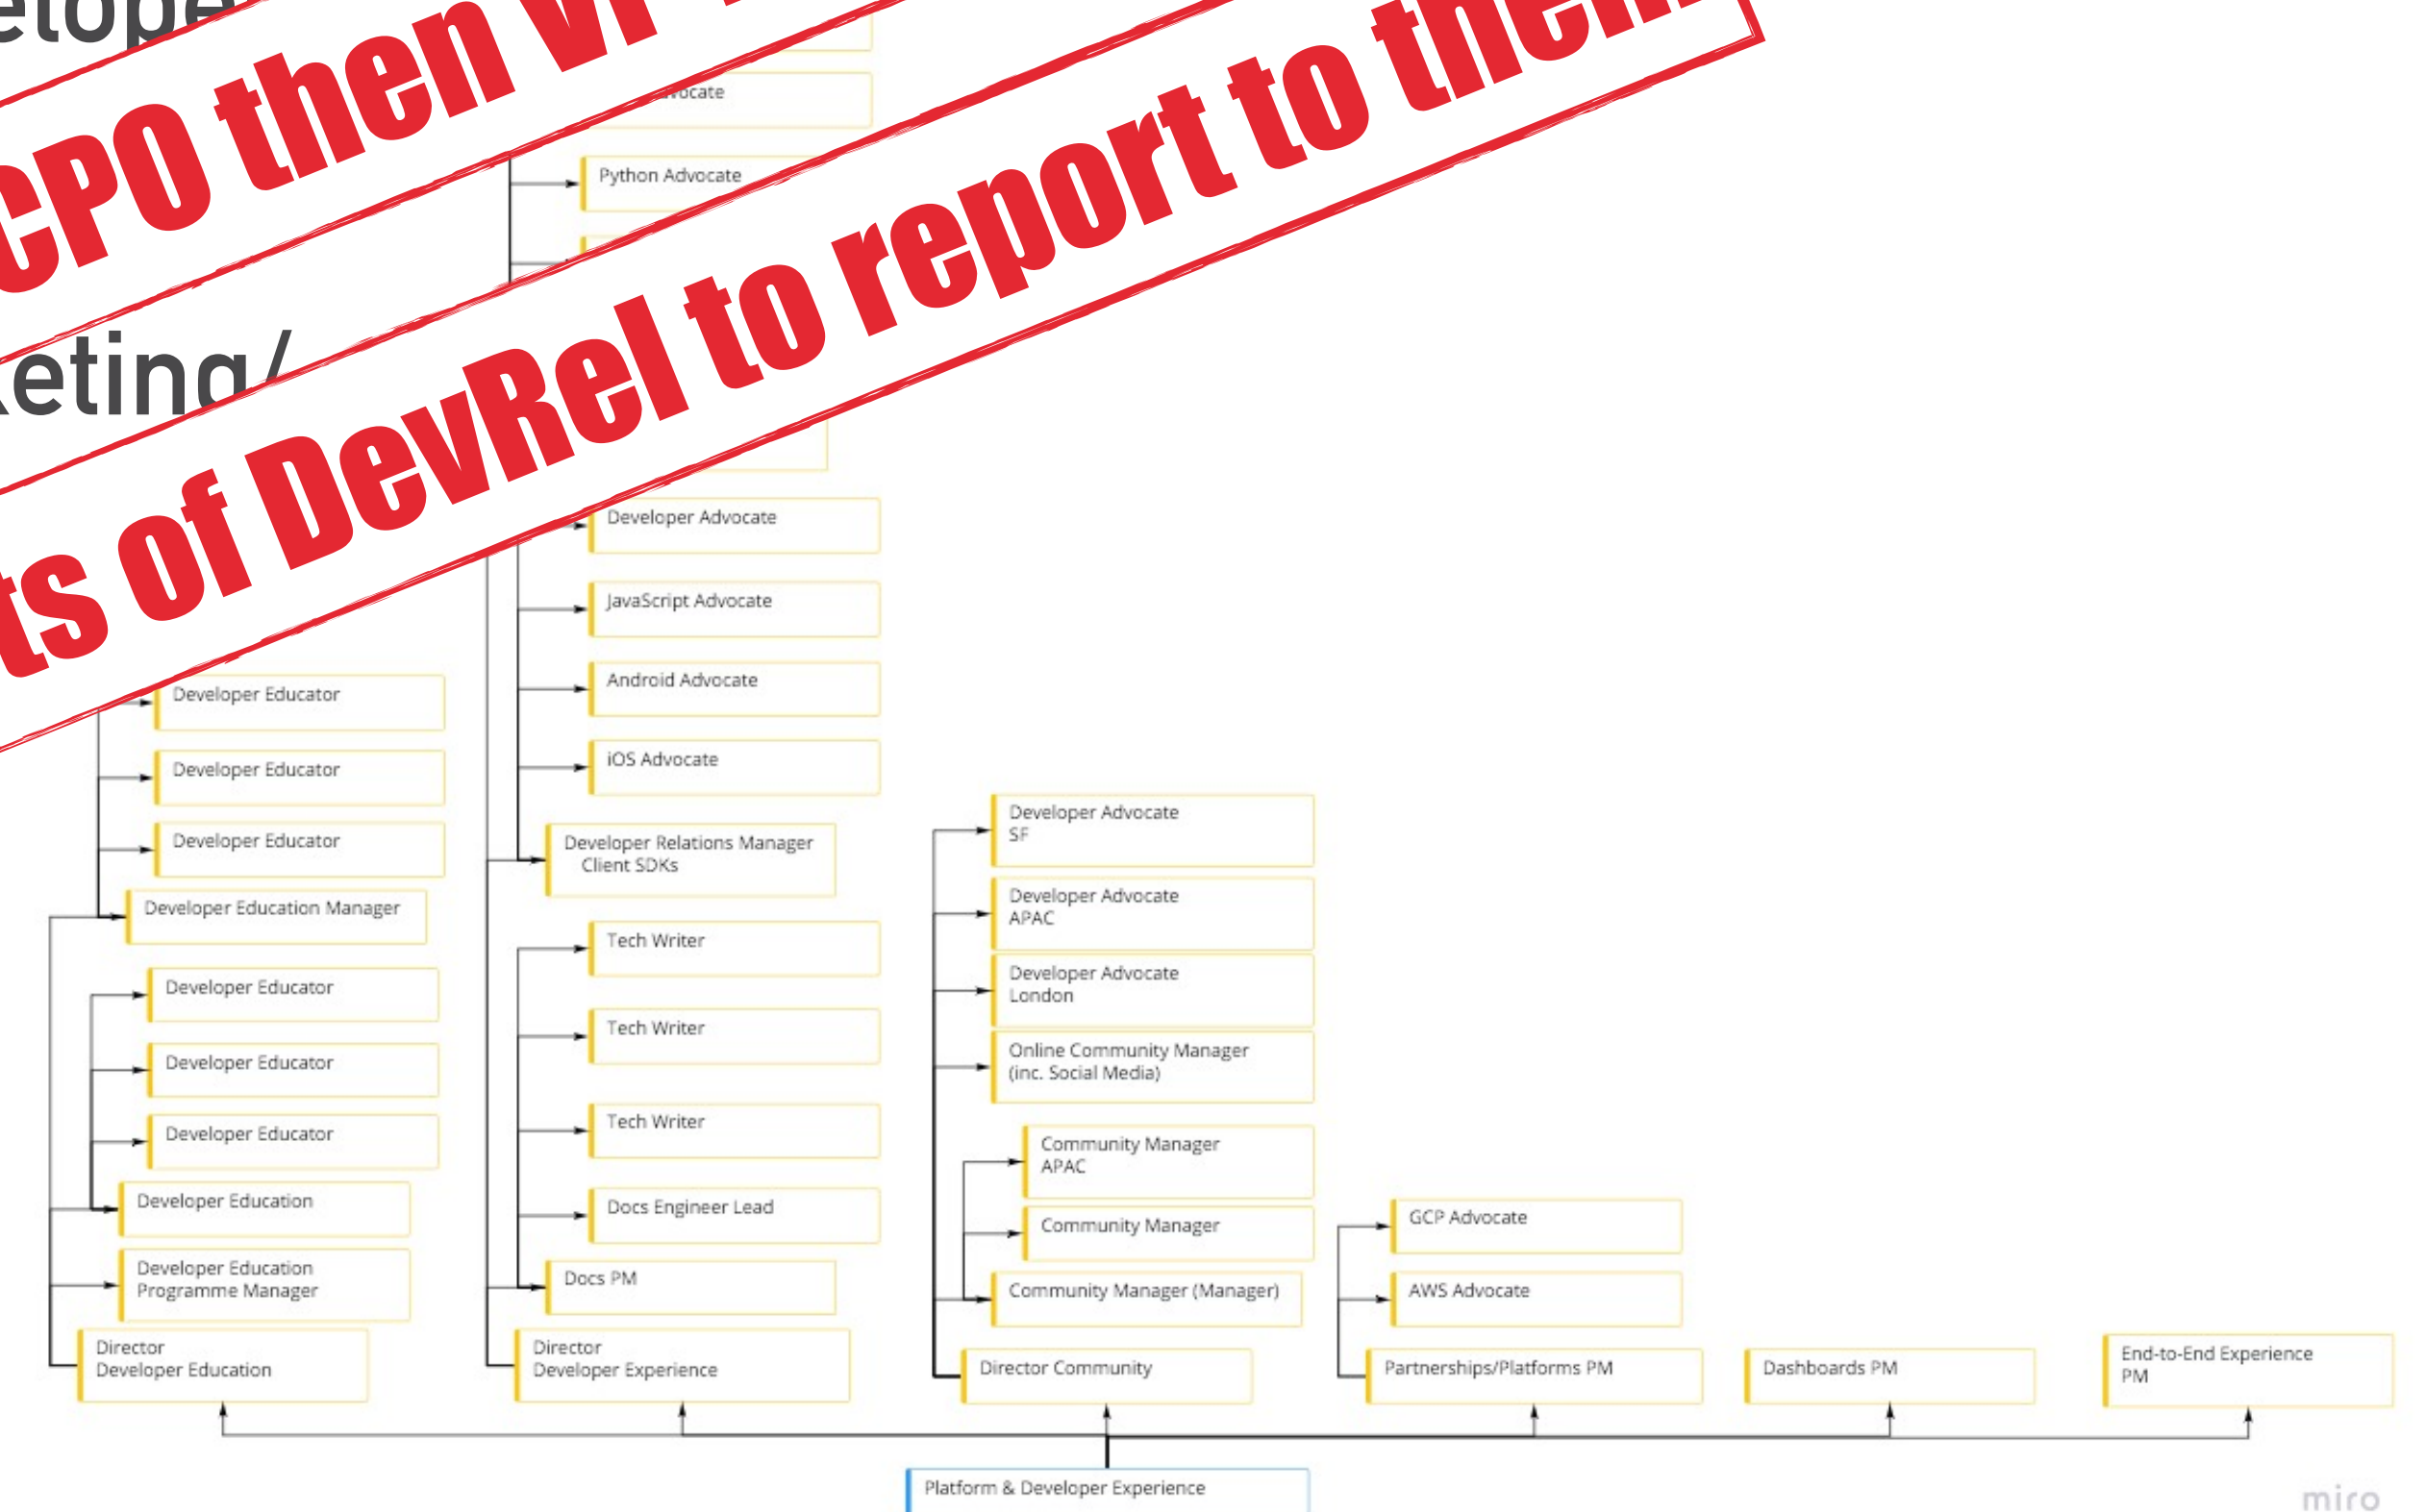 CPO then
ts of DevRel to report to them
eting/
vocate
Python Advocate
Developer Advocate
JavaScript Advocate
Android Advocate
iOS Advocate
Developer Relations Manager
Client SDKs
Tech Writer
Tech Writer
Tech Writer
Docs Engineer Lead
Docs PM
Director
Developer Experience
Developer Educator
Developer Educator
Developer Educator
Developer Education Manager
Developer Educator
Developer Educator
Developer Educator
Developer Education
Developer Education
Programme Manager
Director
Developer Education
Developer Advocate
SF
Developer Advocate
APAC
Developer Advocate
London
Online Community Manager
(inc. Social Media)
Community Manager
APAC
Community Manager
Community Manager (Manager)
Director Community
GCP Advocate
AWS Advocate
Partnerships/Platforms PM
Dashboards PM
End-to-End Experience
PM
Platform & Developer Experience
miro